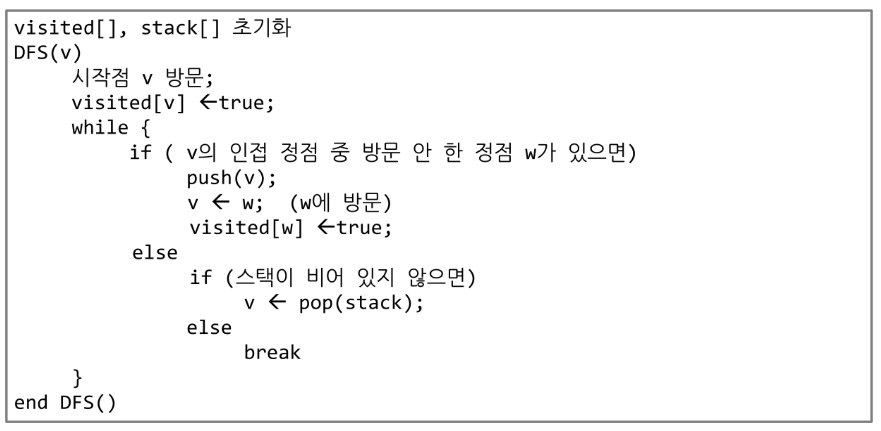 visited[], stack[] 초기화
DFS(v)
시작점 v 방문;
visited[v] ←true;
while {
if ( v의 인접 정점 중 방문 안 한 정점 w가 있으면)
push(v);
v ← w; (w에 방문)
visited[w] ←true;
else
if (스택이 비어 있지 않으면)
v ← pop(stack);
else
break
}
end DFS()